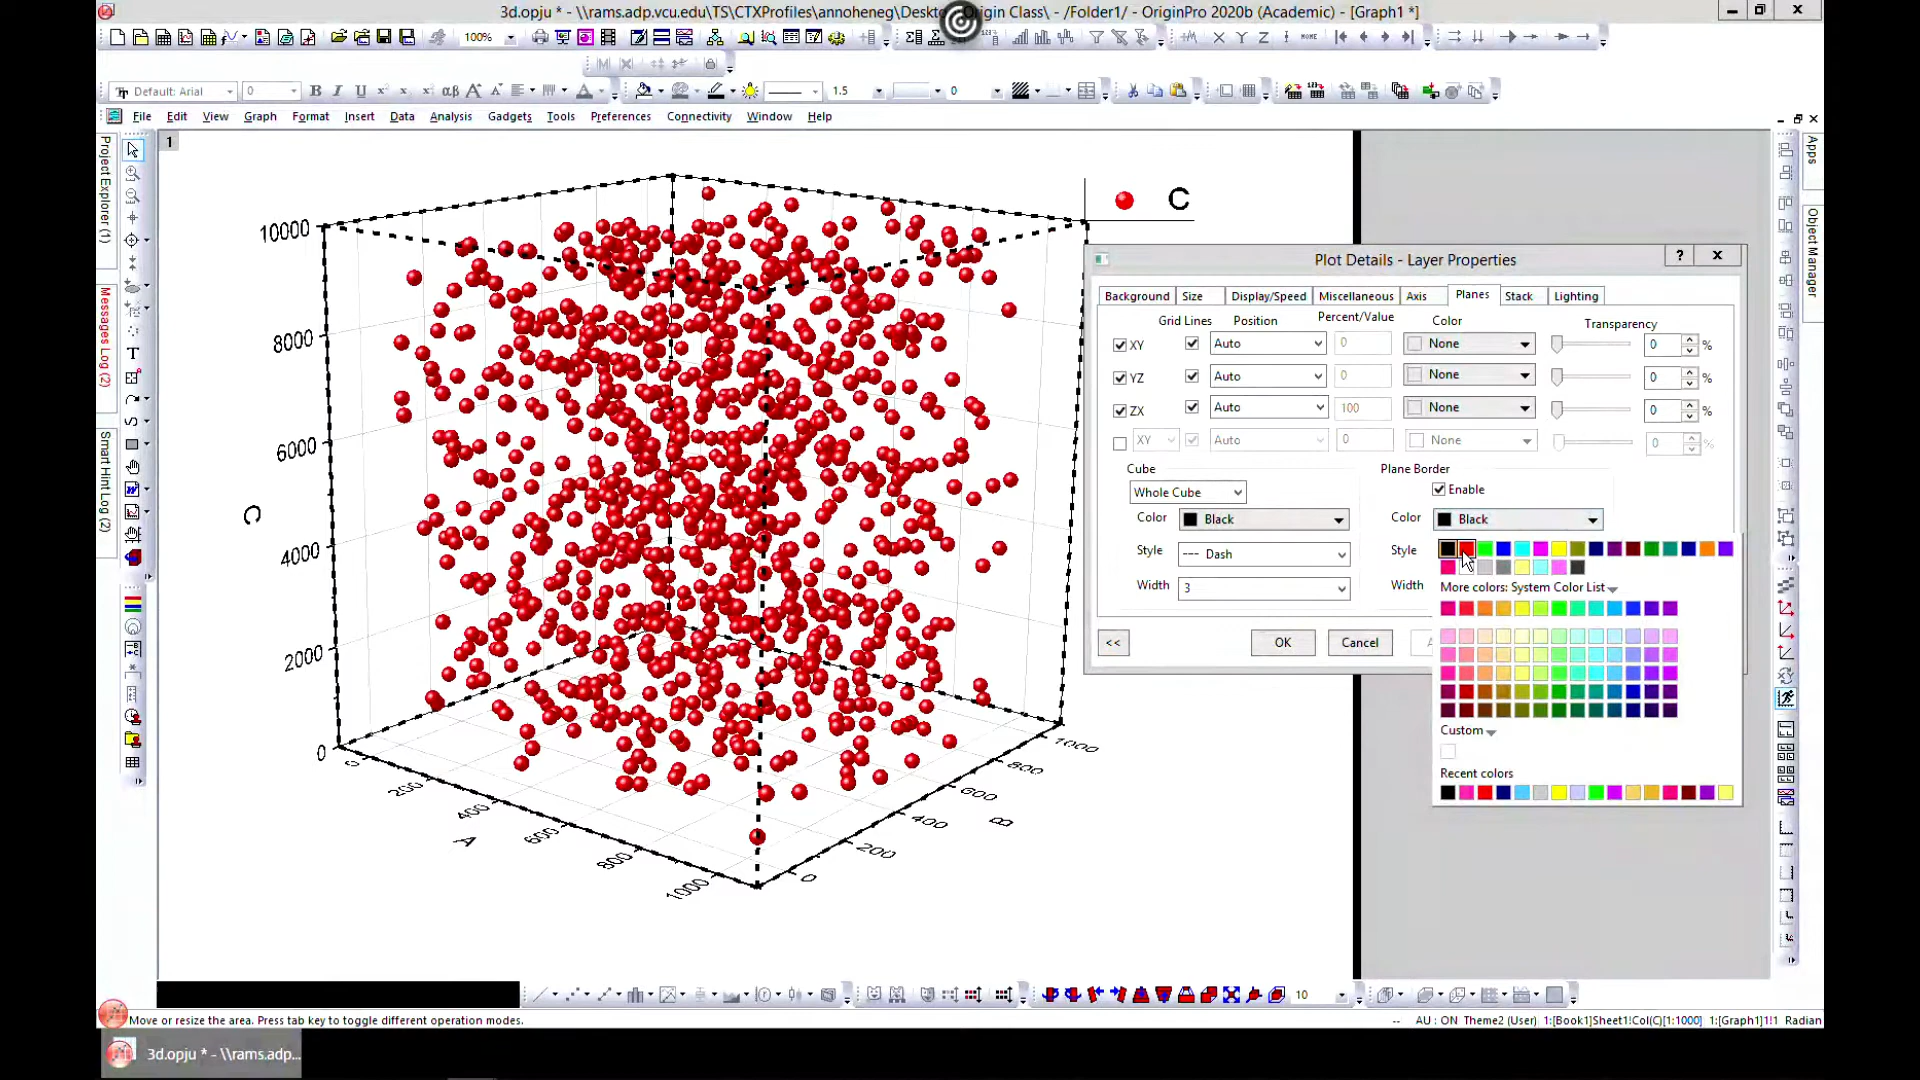 3d.opju * - \\rams.adp.vcu.edu\TS\CTXProfiles\annoheneg\Deskto Origin Class\ - /Folder1/ - OriginPro 2020b (Academic) - [Graph1 *]
100%
Default: Arial 0 B I U αβ A A 1.5 0
File Edit View Graph Format Insert Data Analysis Gadgets Tools Preferences Connectivity Window Help
Project Explorer (1)
Messages Log (2)
Smart Hint Log (2)
Apps
Object Manager
1
C
10000
8000
6000
4000
2000
0
C
0
200
400
600
800
1000
A
0
200
400
600
800
1000
B
Plot Details - Layer Properties
Background Size Display/Speed Miscellaneous Axis Planes Stack Lighting
Grid Lines Position Percent/Value Color Transparency
XY Auto 0 None 0 %
YZ Auto 0 None 0 %
ZX Auto 100 None 0 %
XY Auto 0 None 0 %
Cube Plane Border
Whole Cube Enable
Color Black Color Black
Style Dash Style
Width 3 Width
More colors: System Color List
<< OK Cancel
Custom
Recent colors
10
Move or resize the area. Press tab key to toggle different operation modes.
-- AU : ON Theme2 (User) 1:[Book1]Sheet1!Col(C)[1:1000] 1:[Graph1]1!1 Radian
3d.opju * - \\rams.adp...